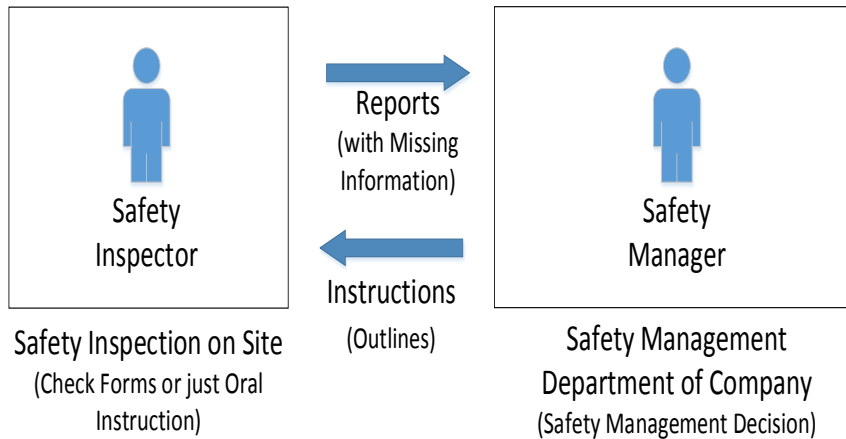 Safety
Inspector
Reports
(with Missing
Information)
Instructions
(Outlines)
Safety
Manager
Safety Inspection on Site
(Check Forms or just Oral
Instruction)
Safety Management
Department of Company
(Safety Management Decision)